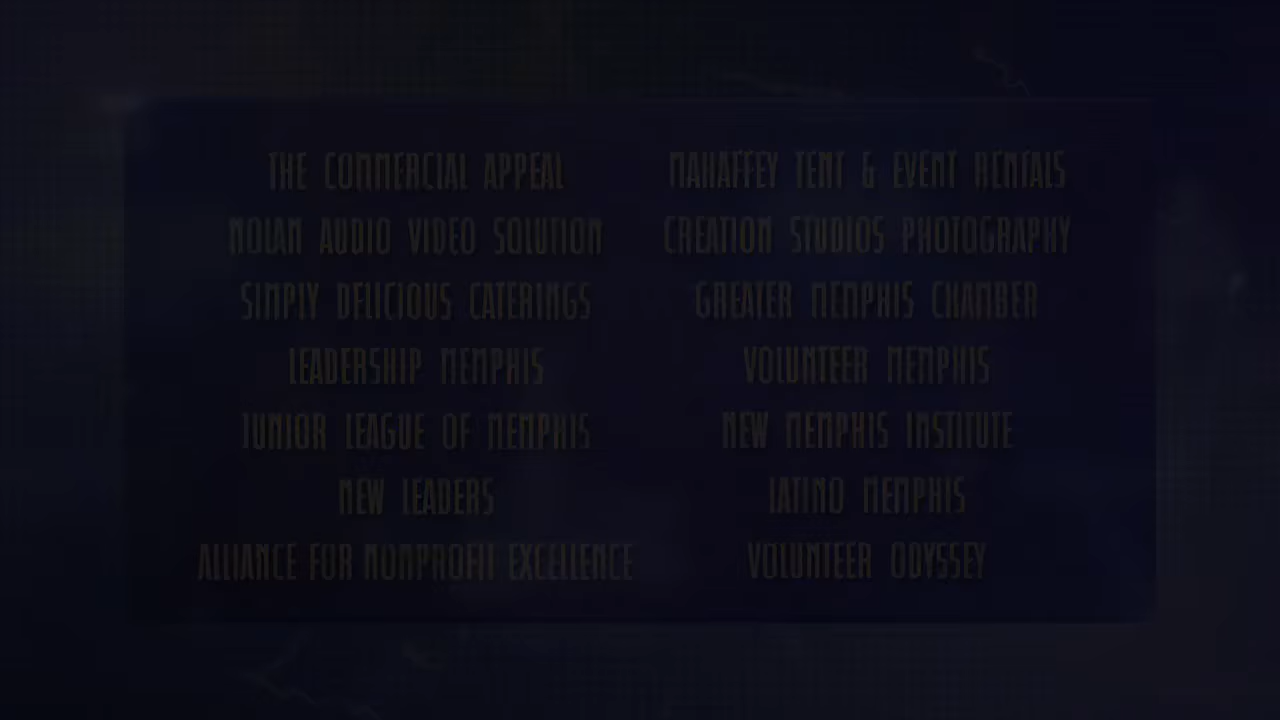 THE COMMERCIAL APPEAL
NOLAN AUDIO VIDEO SOLUTION
SIMPLY DELICIOUS CATERINGS
LEADERSHIP MEMPHIS
JUNIOR LEAGUE OF MEMPHIS
NEW LEADERS
ALLIANCE FOR NONPROFIT EXCELLENCE
MAHAFFEY TENT & EVENT RENTALS
CREATION STUDIOS PHOTOGRAPHY
GREATER MEMPHIS CHAMBER
VOLUNTEER MEMPHIS
NEW MEMPHIS INSTITUTE
LATINO MEMPHIS
VOLUNTEER ODYSSEY